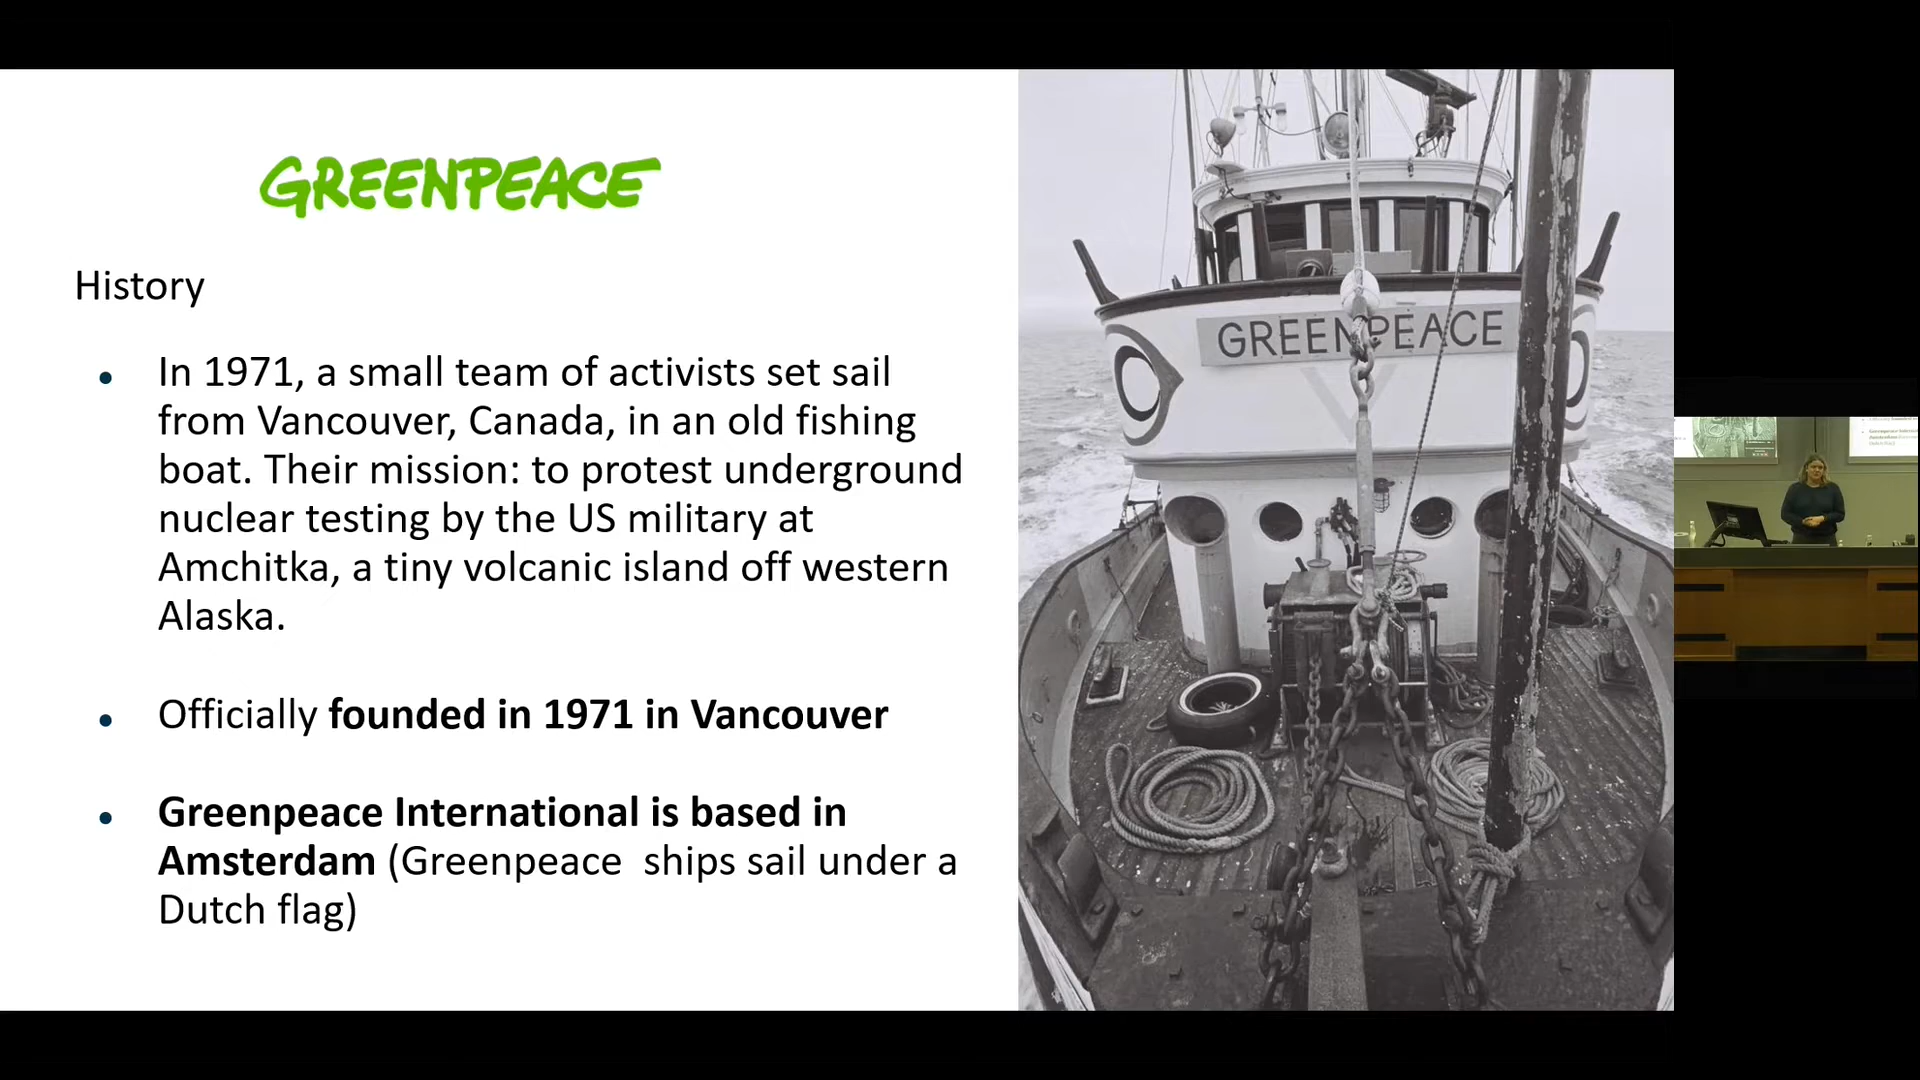 GREENPEACE
History
In 1971, a small team of activists set sail
from Vancouver, Canada, in an old fishing
boat. Their mission: to protest underground
nuclear testing by the US military at
Amchitka, a tiny volcanic island off western
Alaska.
Officially founded in 1971 in Vancouver
Greenpeace International is based in
Amsterdam (Greenpeace  ships sail under a
Dutch flag)
GREENPEACE